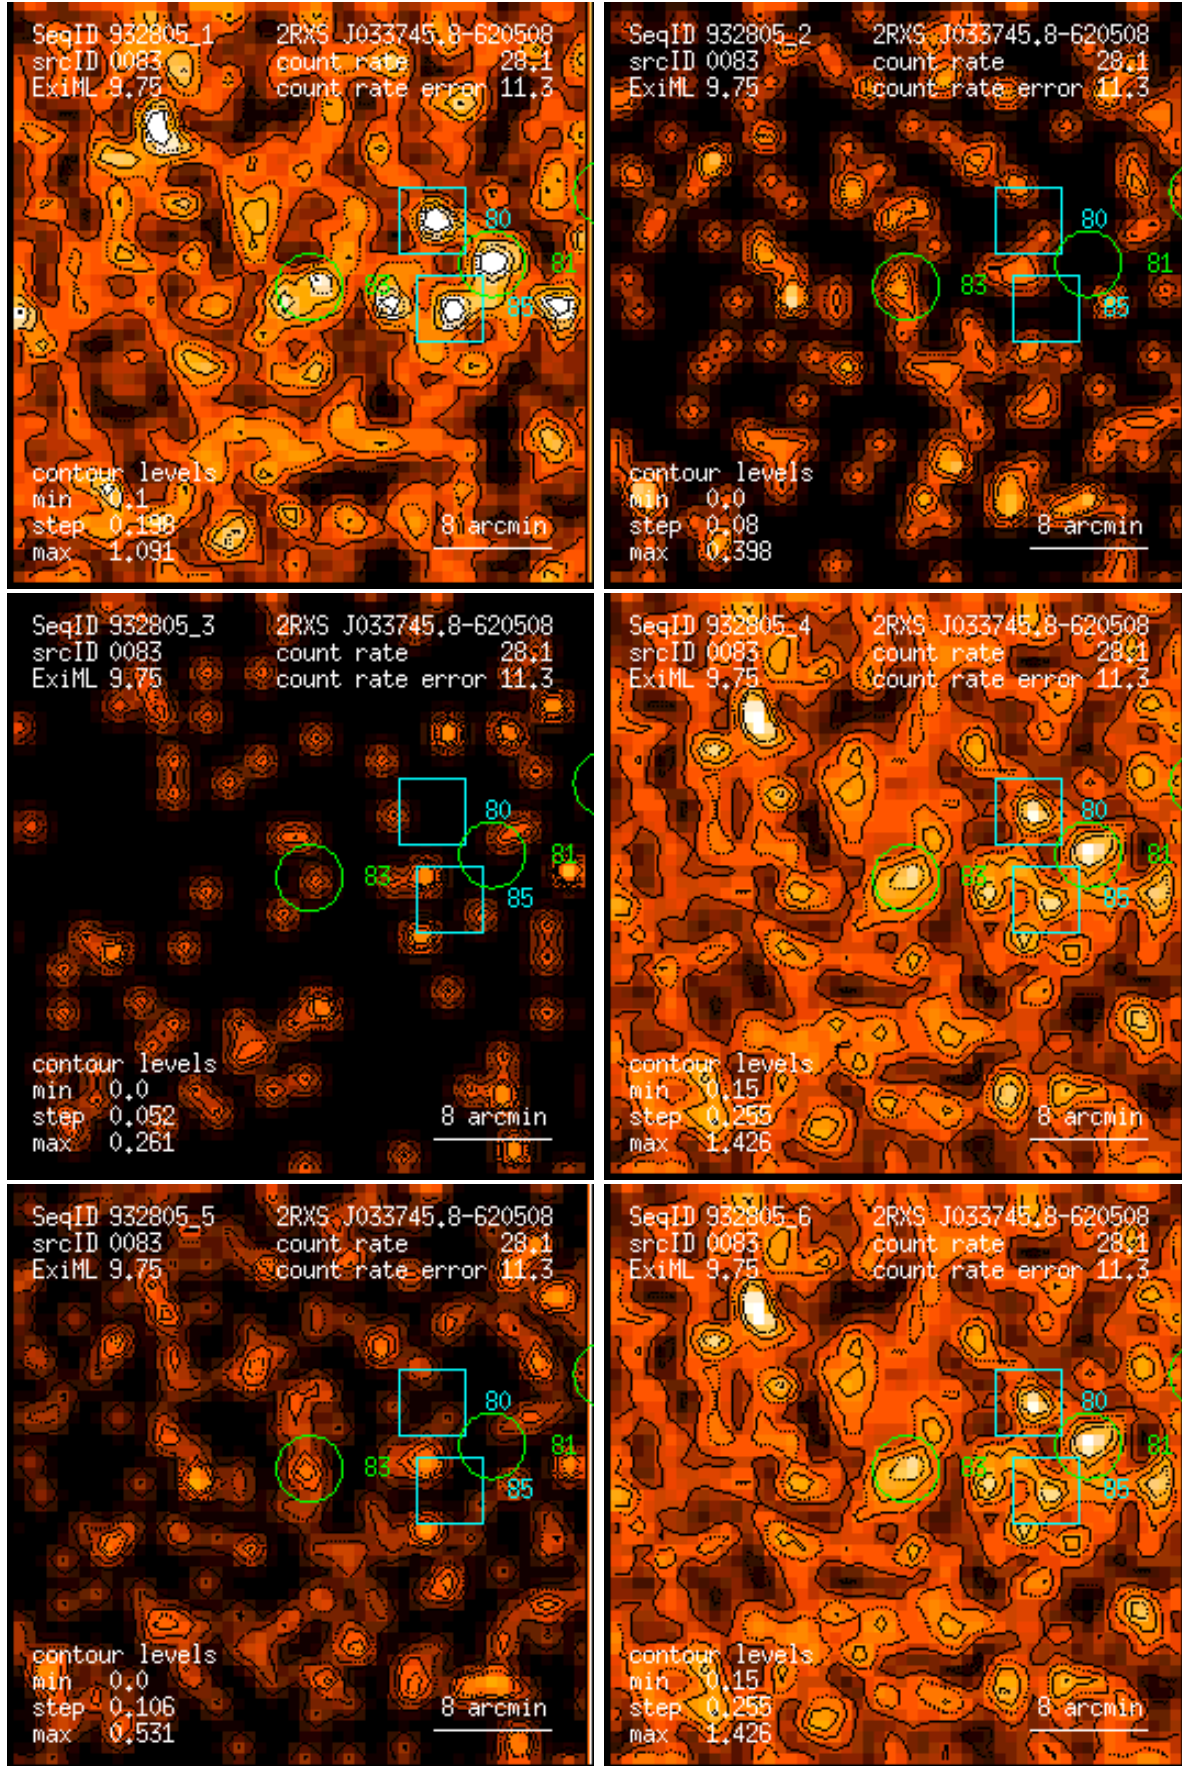 SeqID 932805_1 2RXS J033745.8-620508
srcID 0083 count rate 28.1
ExiML 9.75 count rate error 11.3
80
81
83
85
contour levels
min 0.1
step 0.198
max 1.091
8 arcmin
SeqID 932805_2 2RXS J033745.8-620508
srcID 0083 count rate 28.1
ExiML 9.75 count rate error 11.3
80
81
83
85
contour levels
min 0.0
step 0.08
max 0.398
8 arcmin
SeqID 932805_3 2RXS J033745.8-620508
srcID 0083 count rate 28.1
ExiML 9.75 count rate error 11.3
80
81
83
85
contour levels
min 0.0
step 0.052
max 0.261
8 arcmin
SeqID 932805_4 2RXS J033745.8-620508
srcID 0083 count rate 28.1
ExiML 9.75 count rate error 11.3
80
81
83
85
contour levels
min 0.15
step 0.255
max 1.426
8 arcmin
SeqID 932805_5 2RXS J033745.8-620508
srcID 0083 count rate 28.1
ExiML 9.75 count rate error 11.3
80
81
83
85
contour levels
min 0.0
step 0.106
max 0.531
8 arcmin
SeqID 932805_6 2RXS J033745.8-620508
srcID 0083 count rate 28.1
ExiML 9.75 count rate error 11.3
80
81
83
85
contour levels
min 0.15
step 0.255
max 1.426
8 arcmin